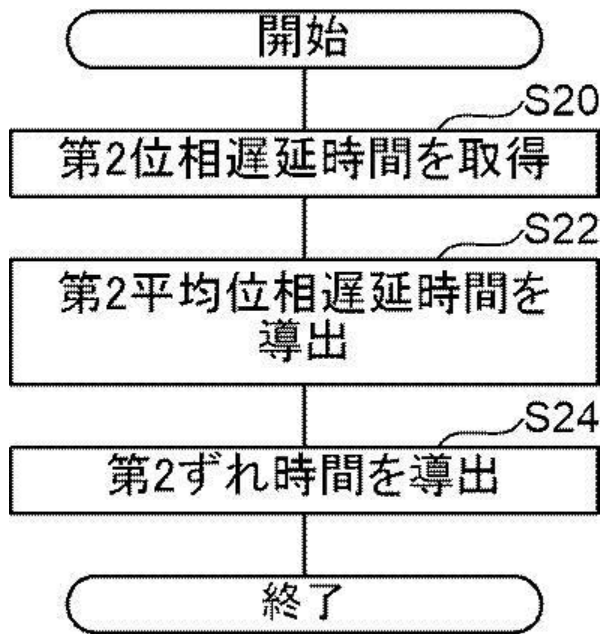 開始
S20
第2位相遅延時間を取得
S22
第2平均位相遅延時間を
導出
S24
第2ずれ時間を導出
終了